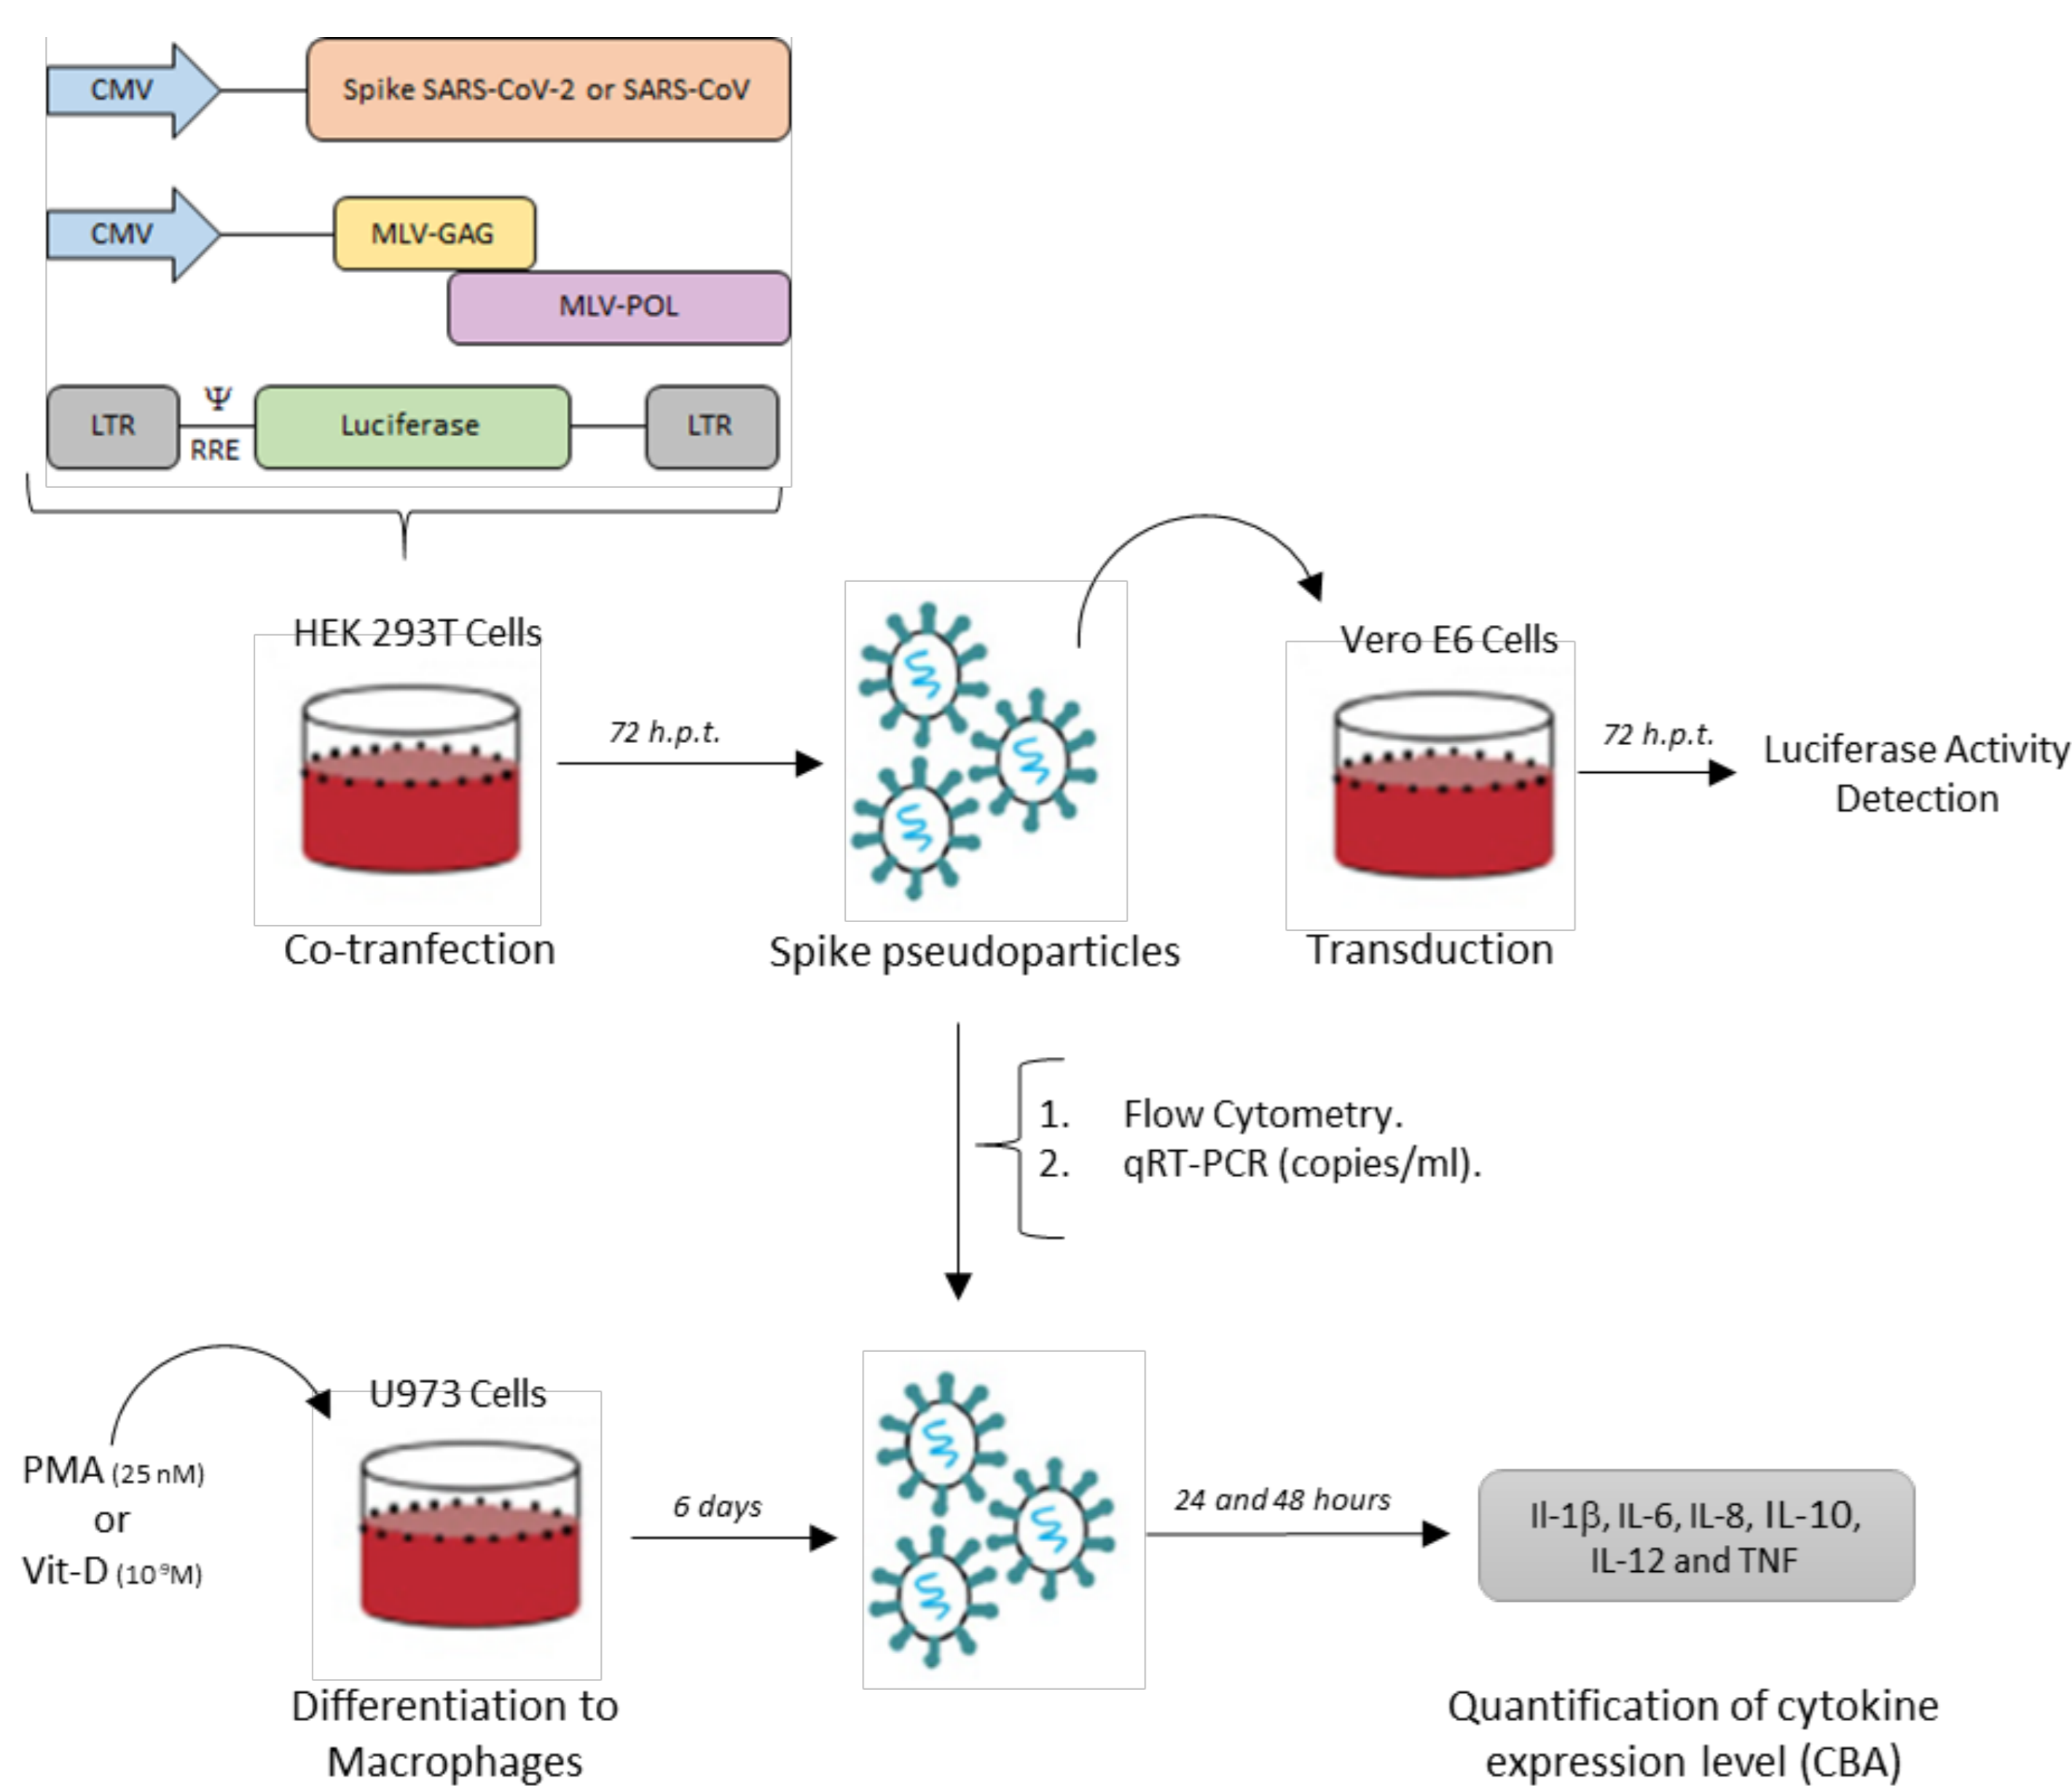 CMV
Spike SARS-CoV-2 or SARS-CoV
CMV
MLV-GAG
MLV-POL
LTR
Ψ
RRE
Luciferase
LTR
HEK 293T Cells
72 h.p.t.
Co-tranfection
Spike pseudoparticles
Vero E6 Cells
Transduction
72 h.p.t.
Luciferase Activity
Detection
1. Flow Cytometry.
2. qRT-PCR (copies/ml).
PMA (25 nM)
or
Vit-D (10⁹M)
U973 Cells
Differentiation to
Macrophages
6 days
24 and 48 hours
Il-1β, IL-6, IL-8, IL-10,
IL-12 and TNF
Quantification of cytokine
expression level (CBA)